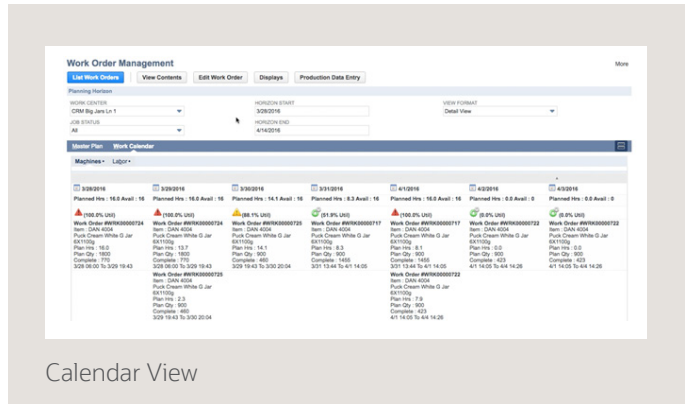 Work Order Management
More
List Work Orders View Contents Edit Work Order Displays Production Data Entry
Planning Horizon
WORK CENTER HORIZON START VIEW FORMAT
CRM Big Jars Ln 1 3/28/2016 Detail View
JOB STATUS HORIZON END
All 4/14/2016
Master Plan Work Calendar
Machines Labor
3/28/2016 3/29/2016 3/30/2016 3/31/2016 4/1/2016 4/2/2016 4/3/2016
Planned Hrs : 16.0 Avail : 16 Planned Hrs : 16.0 Avail : 16 Planned Hrs : 14.1 Avail : 16 Planned Hrs : 8.3 Avail : 16 Planned Hrs : 16.0 Avail : 16 Planned Hrs : 0.0 Avail : 0 Planned Hrs : 0.0 Avail : 0
(100.0% Util) (100.0% Util) (88.1% Util) (51.9% Util) (100.0% Util) (0.0% Util) (0.0% Util)
Work Order #WRK00000724 Work Order #WRK00000724 Work Order #WRK00000725 Work Order #WRK00000717 Work Order #WRK00000717 Work Order #WRK00000722 Work Order #WRK00000722
Item : DAN 4004 Item : DAN 4004 Item : DAN 4004 Item : DAN 4004 Item : DAN 4004 Item : DAN 4004 Item : DAN 4004
Puck Cream White G Jar Puck Cream White G Jar Puck Cream White G Jar Puck Cream White G Jar Puck Cream White G Jar Puck Cream White G Jar Puck Cream White G Jar
6X1100g 6X1100g 6X1100g 6X1100g 6X1100g 6X1100g 6X1100g
Plan Hrs : 16.0 Plan Hrs : 13.7 Plan Hrs : 14.1 Plan Hrs : 8.3 Plan Hrs : 8.1 Plan Hrs : 0.0 Plan Hrs : 0.0
Plan Qty : 1800 Plan Qty : 1800 Plan Qty : 900 Plan Qty : 900 Plan Qty : 900 Plan Qty : 900 Plan Qty : 900
Complete : 770 Complete : 770 Complete : 460 Complete : 1455 Complete : 1455 Complete : 423 Complete : 423
3/28 06:00 To 3/29 19:43 3/28 06:00 To 3/29 19:43 3/29 19:43 To 3/30 20:04 3/31 13:44 To 4/1 14:05 3/31 13:44 To 4/1 14:05 4/1 14:05 To 4/4 14:26 4/1 14:05 To 4/4 14:26
Work Order #WRK00000725 Work Order #WRK00000722
Item : DAN 4004 Item : DAN 4004
Puck Cream White G Jar Puck Cream White G Jar
6X1100g 6X1100g
Plan Hrs : 2.3 Plan Hrs : 7.9
Plan Qty : 900 Plan Qty : 900
Complete : 460 Complete : 423
3/29 19:43 To 3/30 20:04 4/1 14:05 To 4/4 14:26
Calendar View